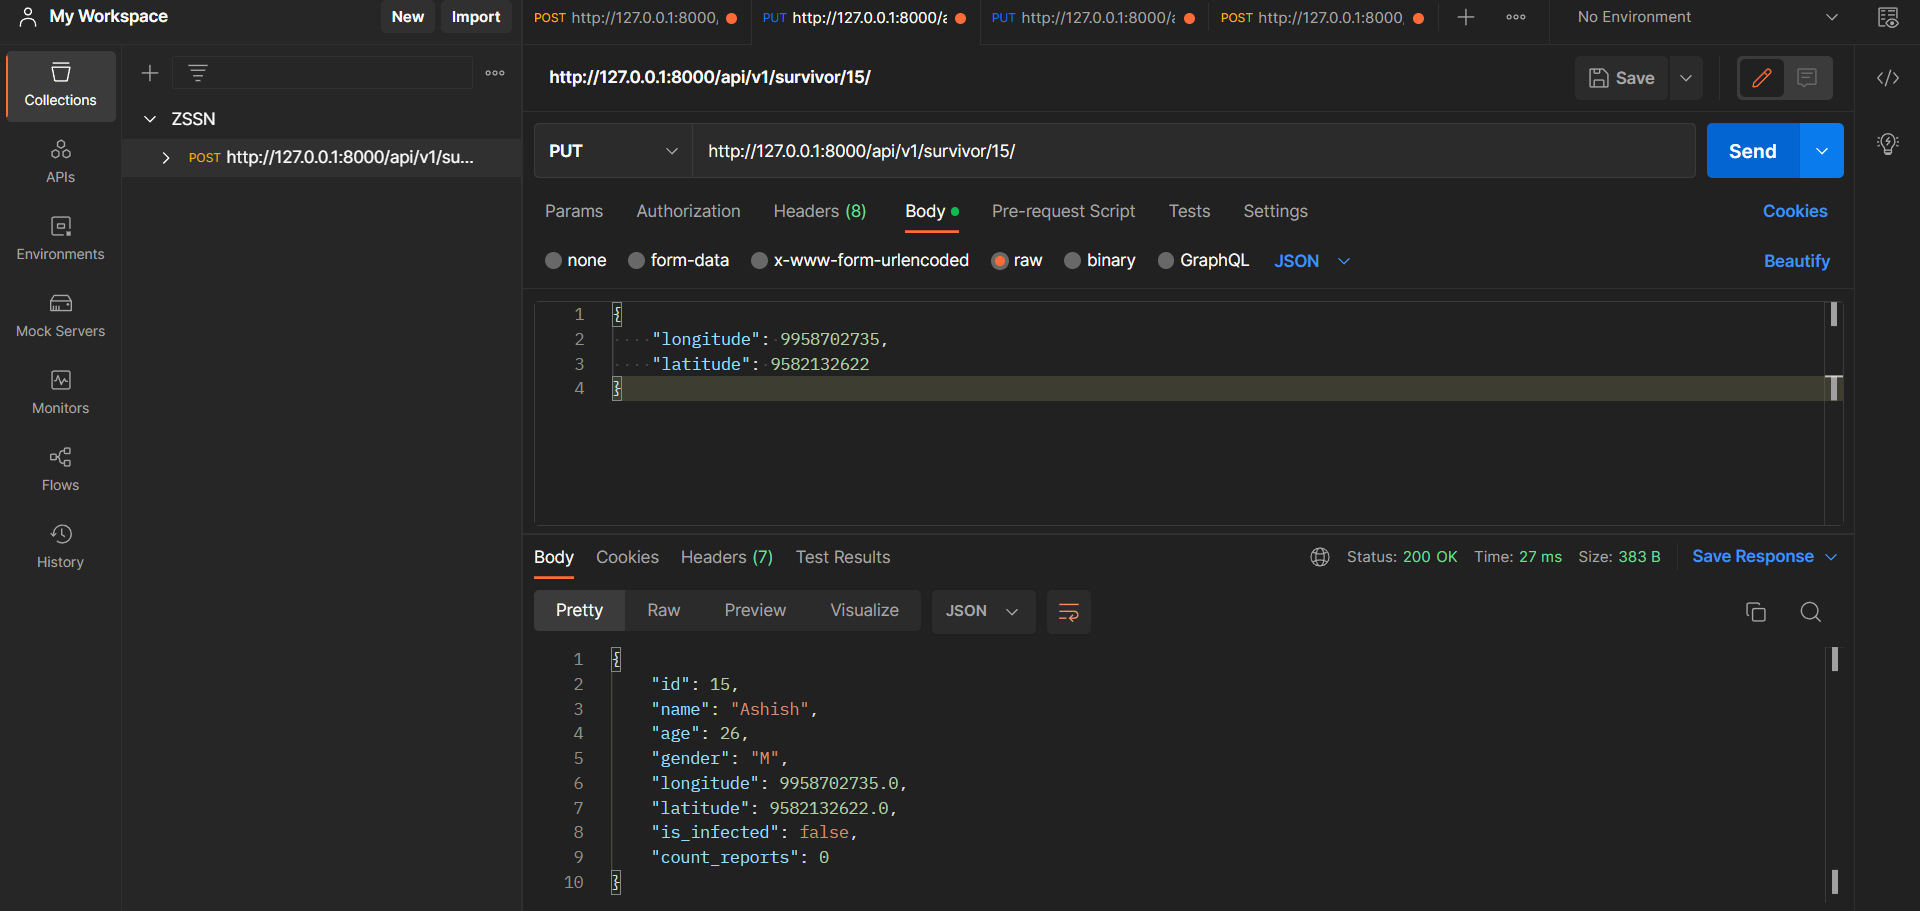 My Workspace
New
Import
POST http://127.0.0.1:8000,
PUT http://127.0.0.1:8000/a
PUT http://127.0.0.1:8000/a
POST http://127.0.0.1:8000,
No Environment
Collections
APIs
Environments
Mock Servers
Monitors
Flows
History
ZSSN
POST http://127.0.0.1:8000/api/v1/su...
http://127.0.0.1:8000/api/v1/survivor/15/
Save
PUT
http://127.0.0.1:8000/api/v1/survivor/15/
Send
Params Authorization Headers (8) Body Pre-request Script Tests Settings Cookies
none form-data x-www-form-urlencoded raw binary GraphQL JSON Beautify
1 {
2 "longitude": 9958702735,
3 "latitude": 9582132622
4 }
Body Cookies Headers (7) Test Results Status: 200 OK Time: 27 ms Size: 383 B Save Response
Pretty Raw Preview Visualize JSON
1 {
2 "id": 15,
3 "name": "Ashish",
4 "age": 26,
5 "gender": "M",
6 "longitude": 9958702735.0,
7 "latitude": 9582132622.0,
8 "is_infected": false,
9 "count_reports": 0
10 }